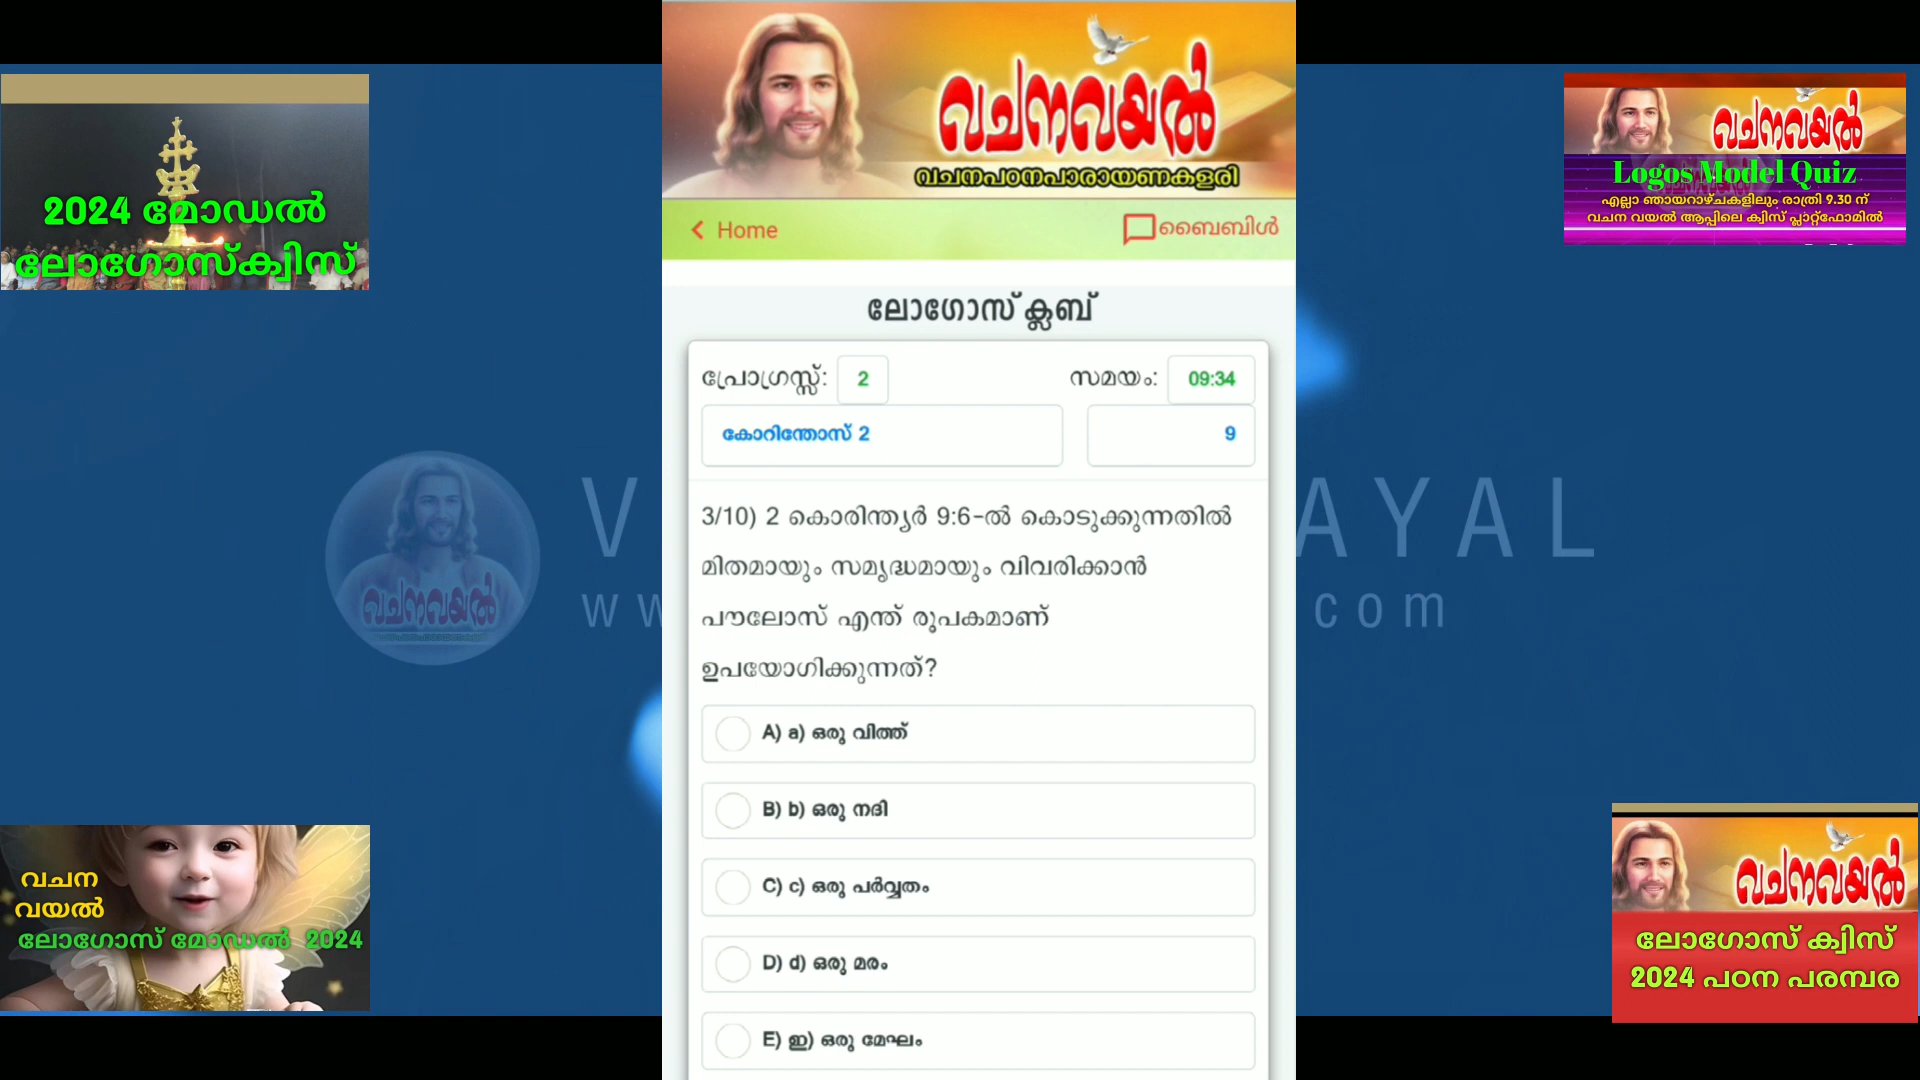 വചനവയൽ
വചനപഠനപാരായണകളരി
Home
ബൈബിൾ
ലോഗോസ് ക്ലബ്
പ്രോഗ്രസ്സ്: 2
സമയം: 09:34
കോറിന്തോസ് 2
9
3/10) 2 കൊരിന്ത്യർ 9:6-ൽ കൊടുക്കുന്നതിൽ
മിതമായും സമൃദ്ധമായും വിവരിക്കാൻ
പൗലോസ് എന്ത് രൂപകമാണ്
ഉപയോഗിക്കുന്നത്?
A) a) ഒരു വിത്ത്
B) b) ഒരു നദി
C) c) ഒരു പർവ്വതം
D) d) ഒരു മരം
E) ഇ) ഒരു മേഘം
2024 മോഡൽ
ലോഗോസ്ക്വിസ്
വചനവയൽ
Logos Model Quiz
എല്ലാ ഞായറാഴ്ചകളിലും രാത്രി 9.30 ന്
വചന വയൽ ആപ്പിലെ ക്വിസ് പ്ലാറ്റ്ഫോമിൽ
വചനവയൽ
AYAL
com
വചന
വയൽ
ലോഗോസ് മോഡൽ 2024
വചനവയൽ
ലോഗോസ് ക്വിസ്
2024 പഠന പരമ്പര